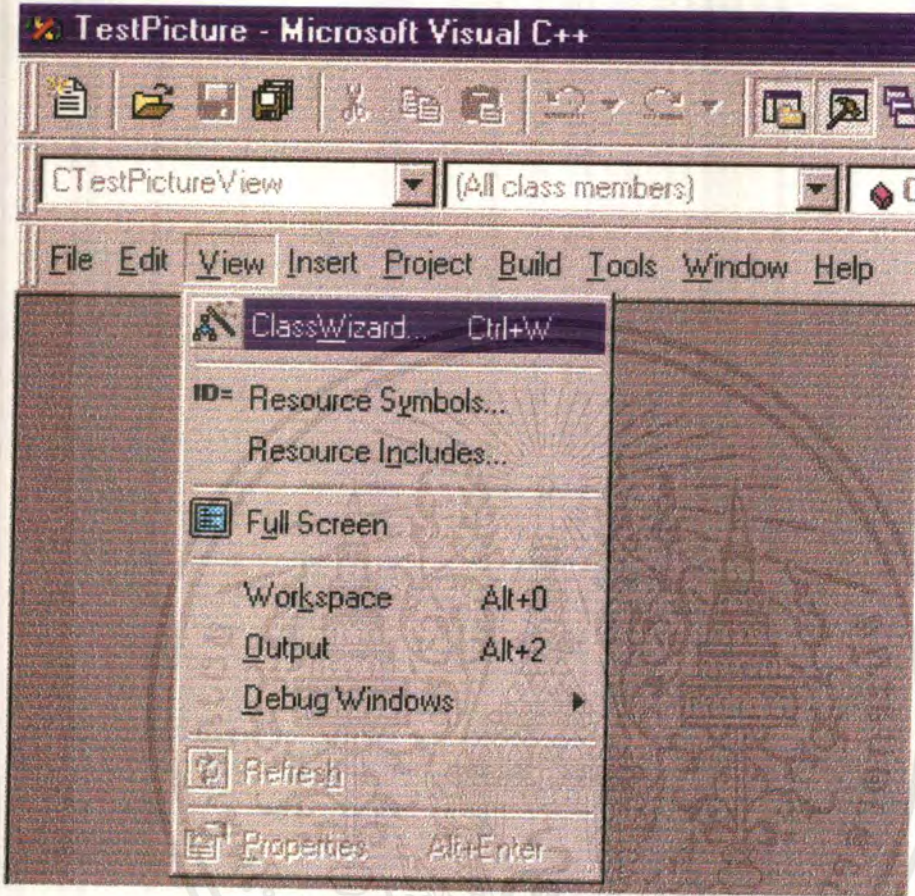 TestPicture - Microsoft Visual C++
CTestPictureView (All class members)
File Edit View Insert Project Build Tools Window Help
ClassWizard... Ctrl+W
ID= Resource Symbols...
Resource Includes...
Full Screen
Workspace Alt+0
Output Alt+2
Debug Windows
Refresh
Properties Alt+Enter